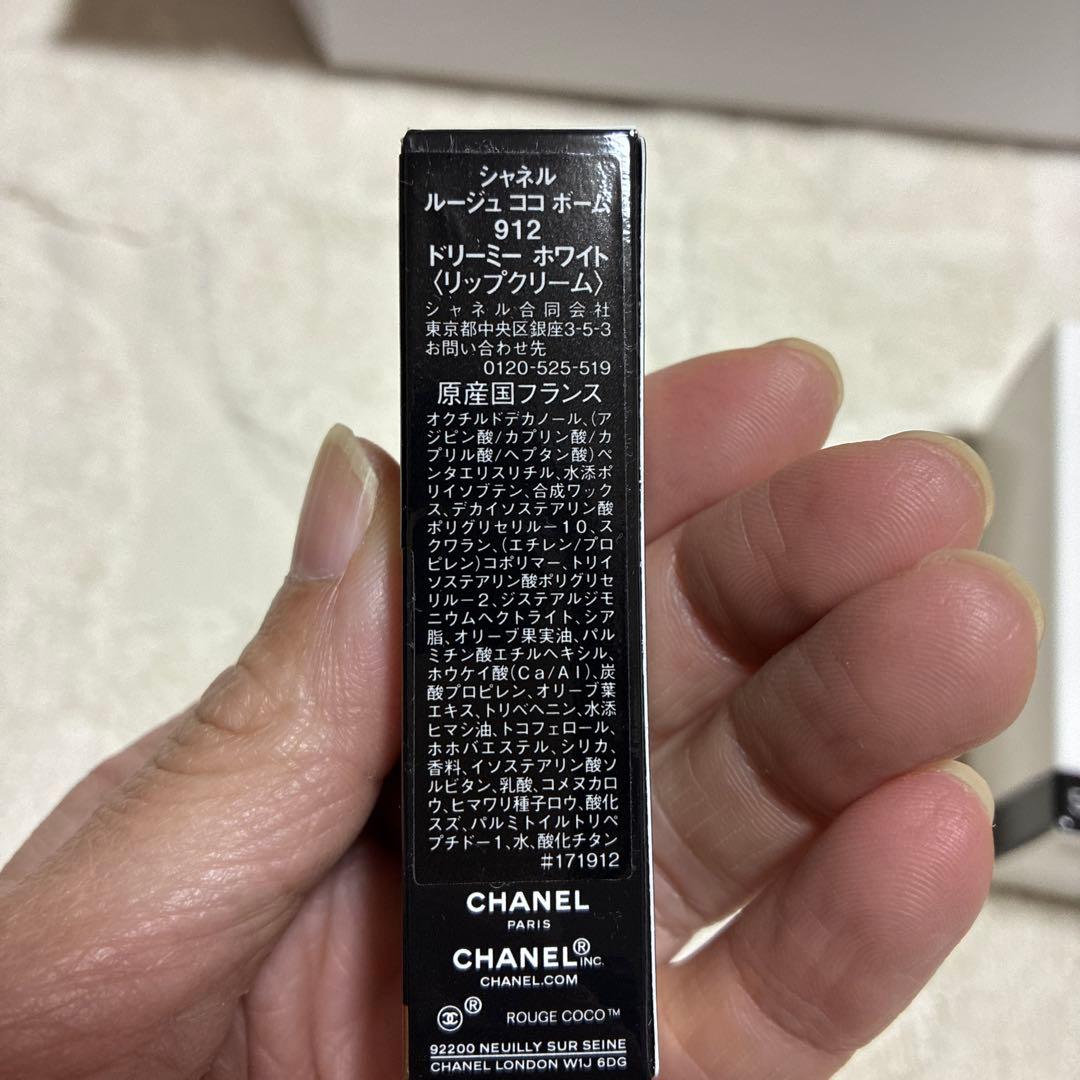 シャネル
ルージュ ココ ボーム
912
ドリーミー ホワイト
〈リップクリーム〉
シャネル合同会社
東京都中央区銀座3-5-3
お問い合わせ先
0120-525-519
原産国フランス
オクチルドデカノール、(ア
ジピン酸/カプリン酸/カ
プリル酸/ヘプタン酸)ペ
ンタエリスリチル、水添ポ
リイソブテン、合成ワック
ス、デカイソステアリン酸
ポリグリセリル-10、ス
クワラン、(エチレン/プロ
ピレン)コポリマー、トリイ
ソステアリン酸ポリグリセ
リル-2、ジステアルジモ
ニウムヘクトライト、シア
脂、オリーブ果実油、パル
ミチン酸エチルヘキシル、
ホウケイ酸(Ca/Al)、炭
酸プロピレン、オリーブ葉
エキス、トリベヘニン、水添
ヒマシ油、トコフェロール、
ホホバエステル、シリカ、
香料、イソステアリン酸ソ
ルビタン、乳酸、コメヌカロ
ウ、ヒマワリ種子ロウ、酸化
スズ、パルミトイルトリペ
プチド-1、水、酸化チタン
#171912
CHANEL
PARIS
CHANEL® INC.
CHANEL.COM
® ROUGE COCO™
92200 NEUILLY SUR SEINE
CHANEL LONDON W1J 6DG